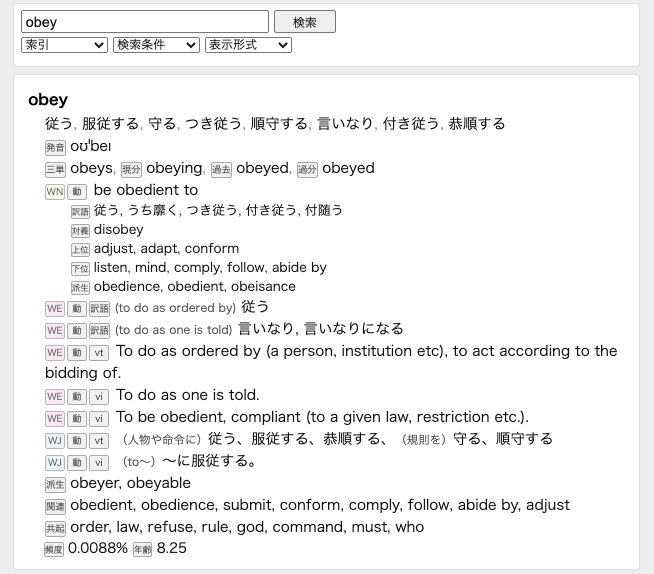 obey 検索
索引 検索条件 表示形式
obey
従う, 服従する, 守る, つき従う, 順守する, 言いなり, 付き従う, 恭順する
発音 oʊˈbeɪ
三単 obeys, 現分 obeying, 過去 obeyed, 過分 obeyed
WN 動 be obedient to
訳語 従う, うち靡く, つき従う, 付き従う, 付随う
対義 disobey
上位 adjust, adapt, conform
下位 listen, mind, comply, follow, abide by
派生 obedience, obedient, obeisance
WE 動 訳語 (to do as ordered by) 従う
WE 動 訳語 (to do as one is told) 言いなり, 言いなりになる
WE 動 vt To do as ordered by (a person, institution etc), to act according to the
bidding of.
WE 動 vi To do as one is told.
WE 動 vi To be obedient, compliant (to a given law, restriction etc.).
WJ 動 vt （人物や命令に）従う、服従する、恭順する、（規則を）守る、順守する
WJ 動 vi （to〜）〜に服従する。
派生 obeyer, obeyable
関連 obedient, obedience, submit, conform, comply, follow, abide by, adjust
共起 order, law, refuse, rule, god, command, must, who
頻度 0.0088% 年齢 8.25